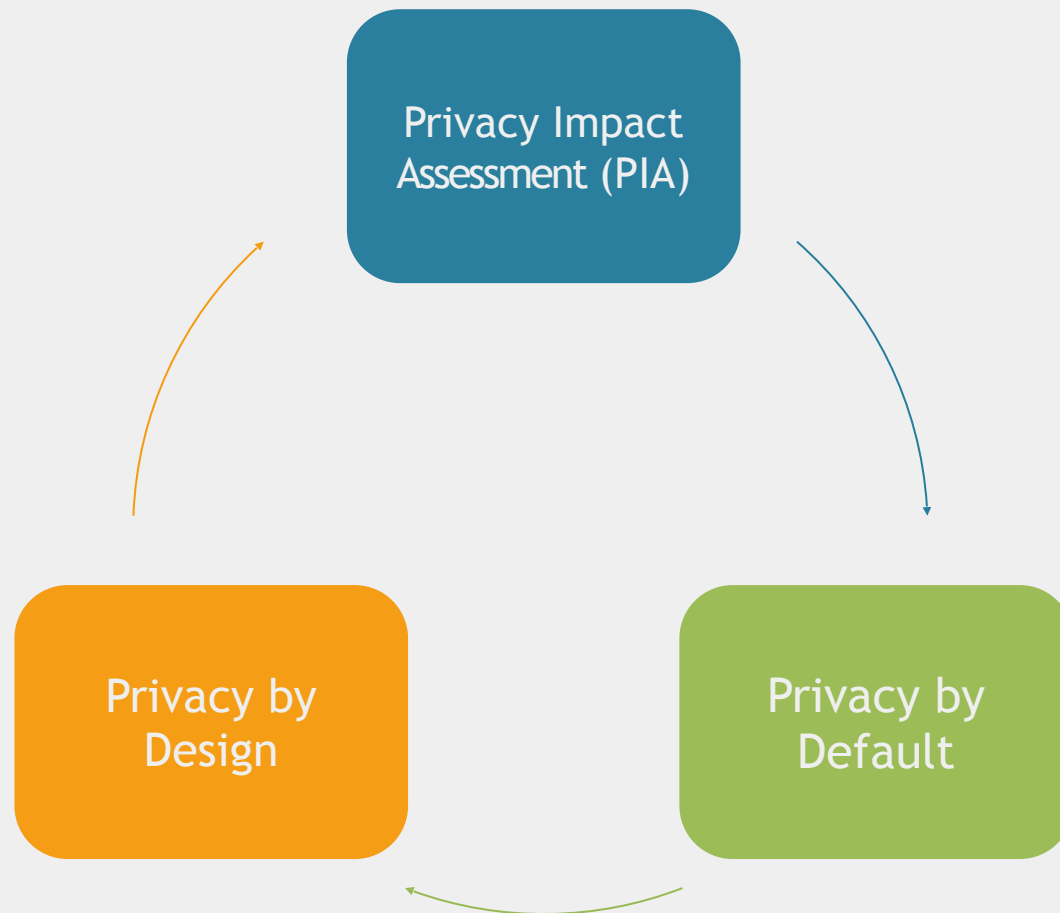 Privacy Impact
Assessment (PIA)
Privacy by
Design
Privacy by
Default